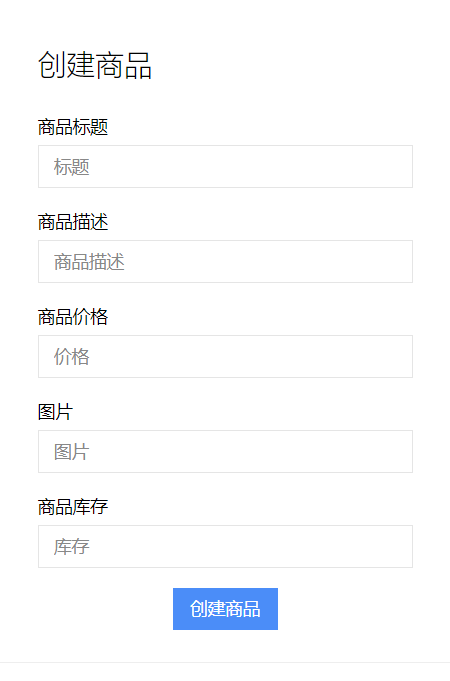 创建商品
商品标题
标题
商品描述
商品描述
商品价格
价格
图片
图片
商品库存
库存
创建商品